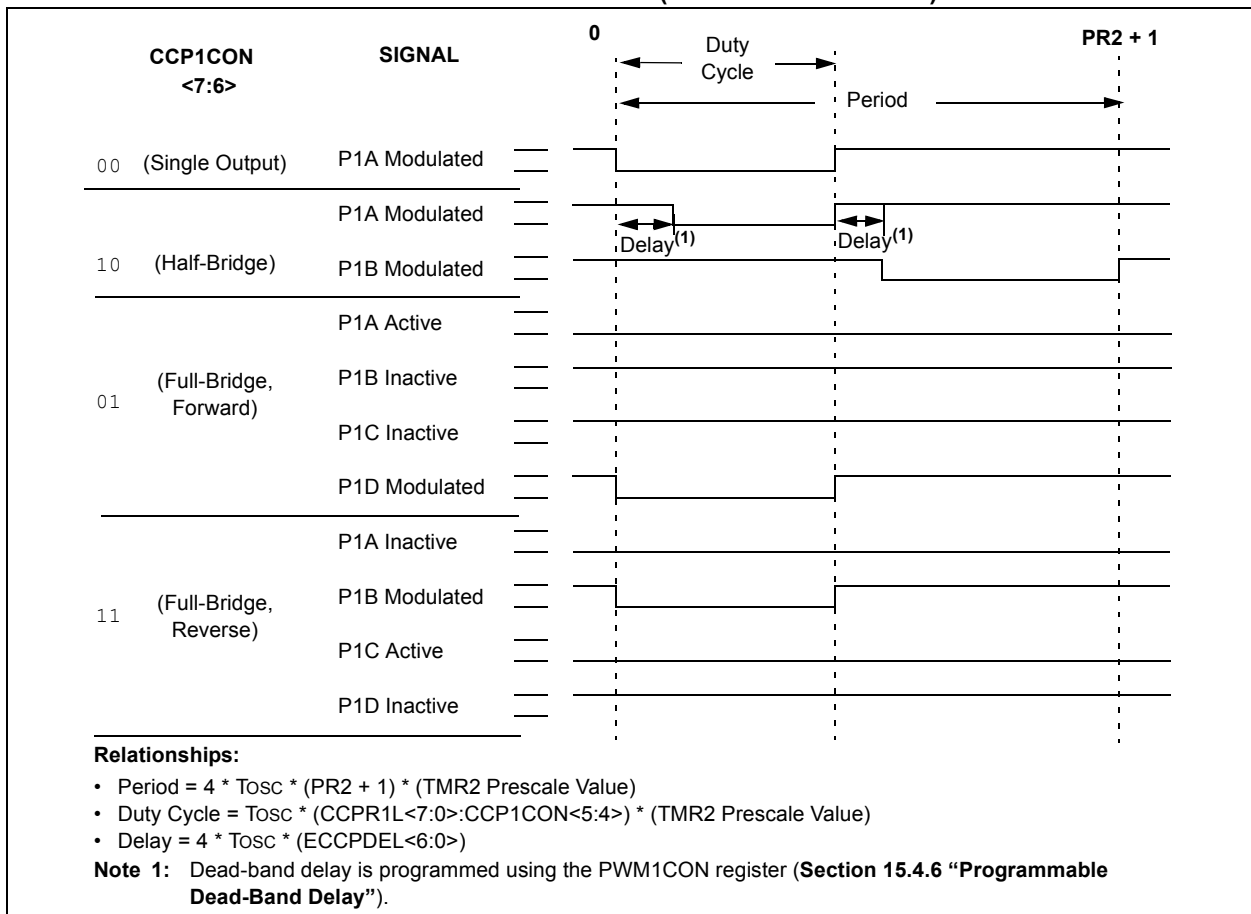 0
PR2 + 1
Duty
Cycle
CCP1CON
<7:6>
SIGNAL
Period
00 (Single Output) P1A Modulated
P1A Modulated
Delay(1) Delay(1)
10 (Half-Bridge) P1B Modulated
P1A Active
P1B Inactive
01 (Full-Bridge,
Forward)
P1C Inactive
P1D Modulated
P1A Inactive
P1B Modulated
11 (Full-Bridge,
Reverse)
P1C Active
P1D Inactive
Relationships:
• Period = 4 * TOSC * (PR2 + 1) * (TMR2 Prescale Value)
• Duty Cycle = TOSC * (CCPR1L<7:0>:CCP1CON<5:4>) * (TMR2 Prescale Value)
• Delay = 4 * TOSC * (ECCPDEL<6:0>)
Note 1: Dead-band delay is programmed using the PWM1CON register (Section 15.4.6 “Programmable
Dead-Band Delay”).